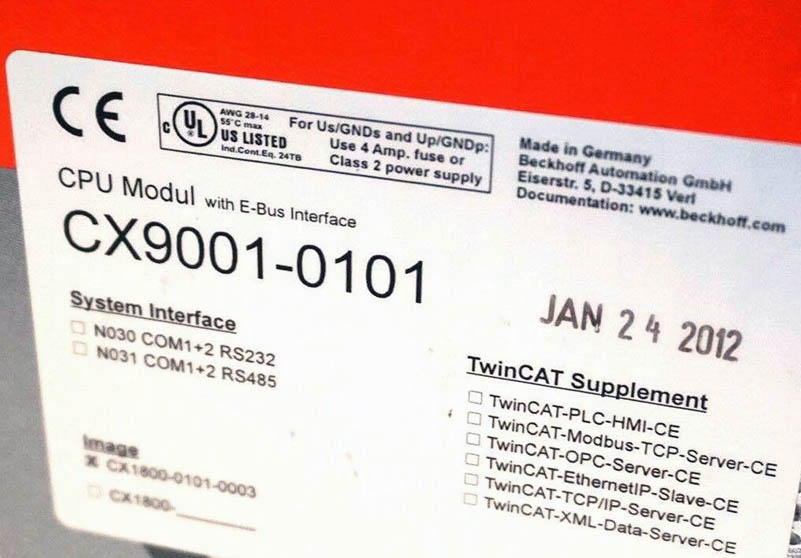 CE
c UL ® US LISTED
AWG 28-14
55°C max
Ind.Cont.Eq. 24TB
For Us/GNDs and Up/GNDp:
Use 4 Amp. fuse or
Class 2 power supply
Made in Germany
Beckhoff Automation GmbH
Eiserstr. 5, D-33415 Verl
Documentation: www.beckhoff.com
CPU Modul with E-Bus Interface
CX9001-0101
JAN 24 2012
System Interface
N030 COM1+2 RS232
N031 COM1+2 RS485
TwinCAT Supplement
TwinCAT-PLC-HMI-CE
TwinCAT-Modbus-TCP-Server-CE
TwinCAT-OPC-Server-CE
TwinCAT-EthernetIP-Slave-CE
TwinCAT-TCP/IP-Server-CE
TwinCAT-XML-Data-Server-CE
Image
x CX1800-0101-0003
CX1800-________